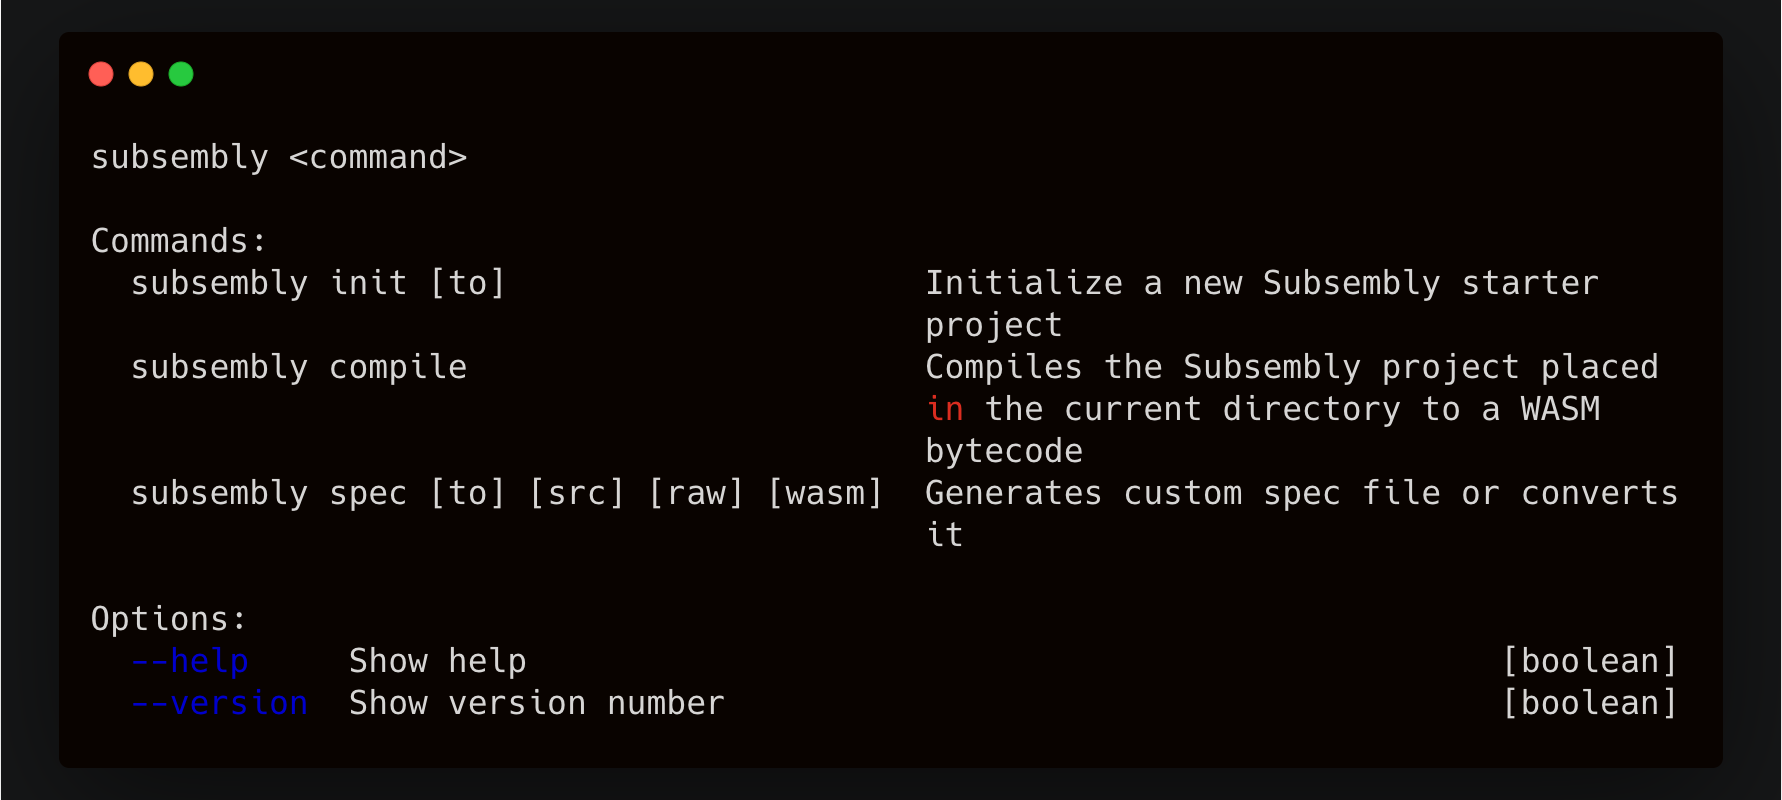 subsembly <command>
Commands:
subsembly init [to] Initialize a new Subsembly starter
project
subsembly compile Compiles the Subsembly project placed
in the current directory to a WASM
bytecode
subsembly spec [to] [src] [raw] [wasm] Generates custom spec file or converts
it
Options:
--help Show help [boolean]
--version Show version number [boolean]